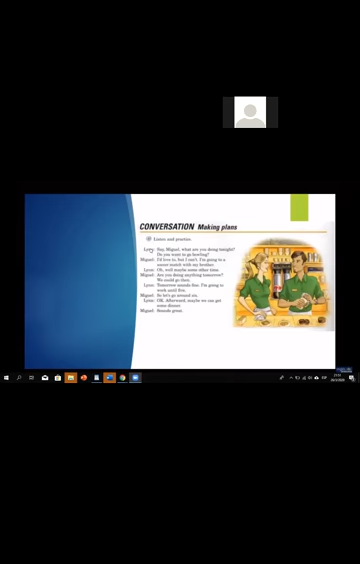 CONVERSATION Making plans
Listen and practice.
Lynn: Say, Miguel, what are you doing tonight?
Do you want to go bowling?
Miguel: I'd love to, but I can't. I'm going to a
soccer match with my brother.
Lynn: Oh, well maybe some other time.
Miguel: Are you doing anything tomorrow?
We could go then.
Lynn: Tomorrow sounds fine. I'm going to
work until five.
Miguel: So let's go around six.
Lynn: OK. Afterward, maybe we can get
some dinner.
Miguel: Sounds great.